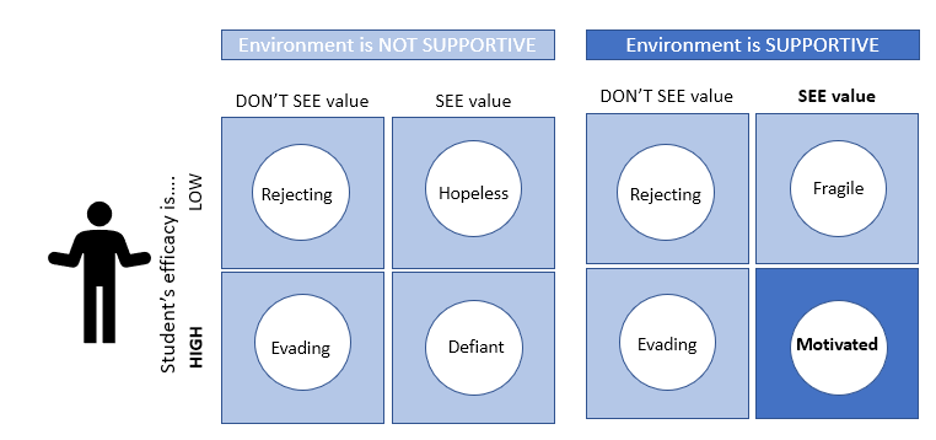 Environment is NOT SUPPORTIVE
Environment is SUPPORTIVE
DON'T SEE value
SEE value
DON'T SEE value
SEE value
Student's efficacy is....
LOW
Rejecting
Hopeless
Rejecting
Fragile
HIGH
Evading
Defiant
Evading
Motivated